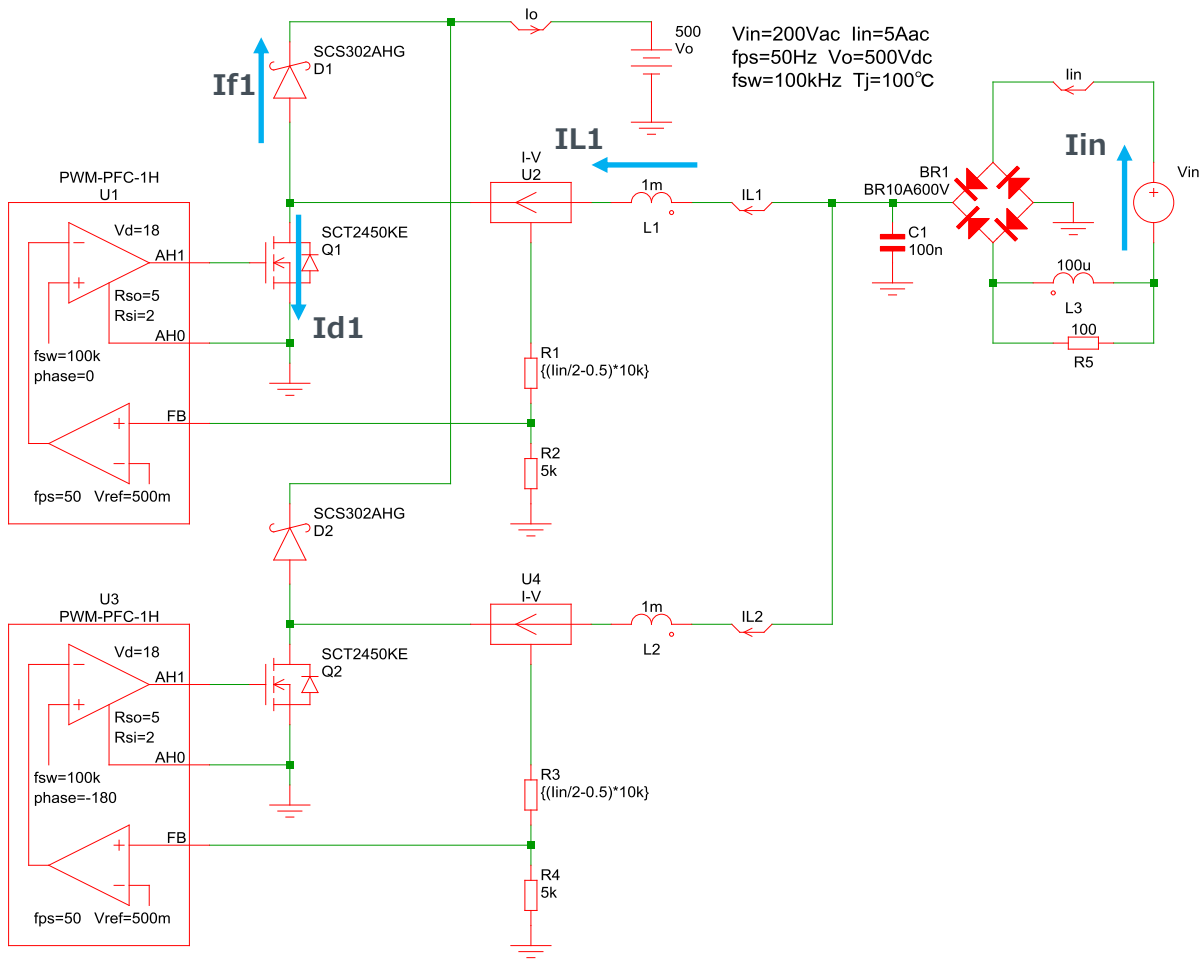 Io
500
Vo
Vin=200Vac Iin=5Aac
fps=50Hz Vo=500Vdc
fsw=100kHz Tj=100℃
SCS302AHG
D1
If1
Iin
IL1
Iin
Vin
I-V
U2
1m
L1
IL1
BR1
BR10A600V
C1
100n
100u
L3
100
R5
PWM-PFC-1H
U1
Vd=18
AH1
SCT2450KE
Q1
Rso=5
Rsi=2
Id1
AH0
fsw=100k
phase=0
R1
{(Iin/2-0.5)*10k}
FB
R2
5k
fps=50 Vref=500m
SCS302AHG
D2
U4
I-V
1m
L2
IL2
U3
PWM-PFC-1H
Vd=18
AH1
SCT2450KE
Q2
Rso=5
Rsi=2
AH0
fsw=100k
phase=-180
R3
{(Iin/2-0.5)*10k}
FB
R4
5k
fps=50 Vref=500m